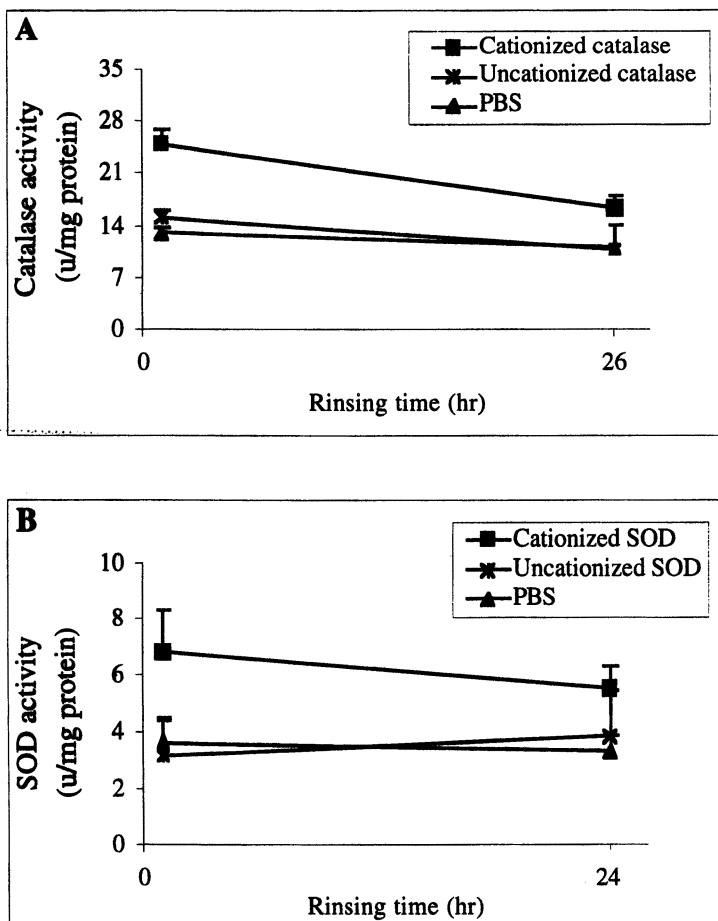 A
Cationized catalase
Uncationized catalase
PBS
Catalase activity
(u/mg protein)
35
28
21
14
7
0
0
26
Rinsing time (hr)
B
Cationized SOD
Uncationized SOD
PBS
SOD activity
(u/mg protein)
10
8
6
4
2
0
0
24
Rinsing time (hr)